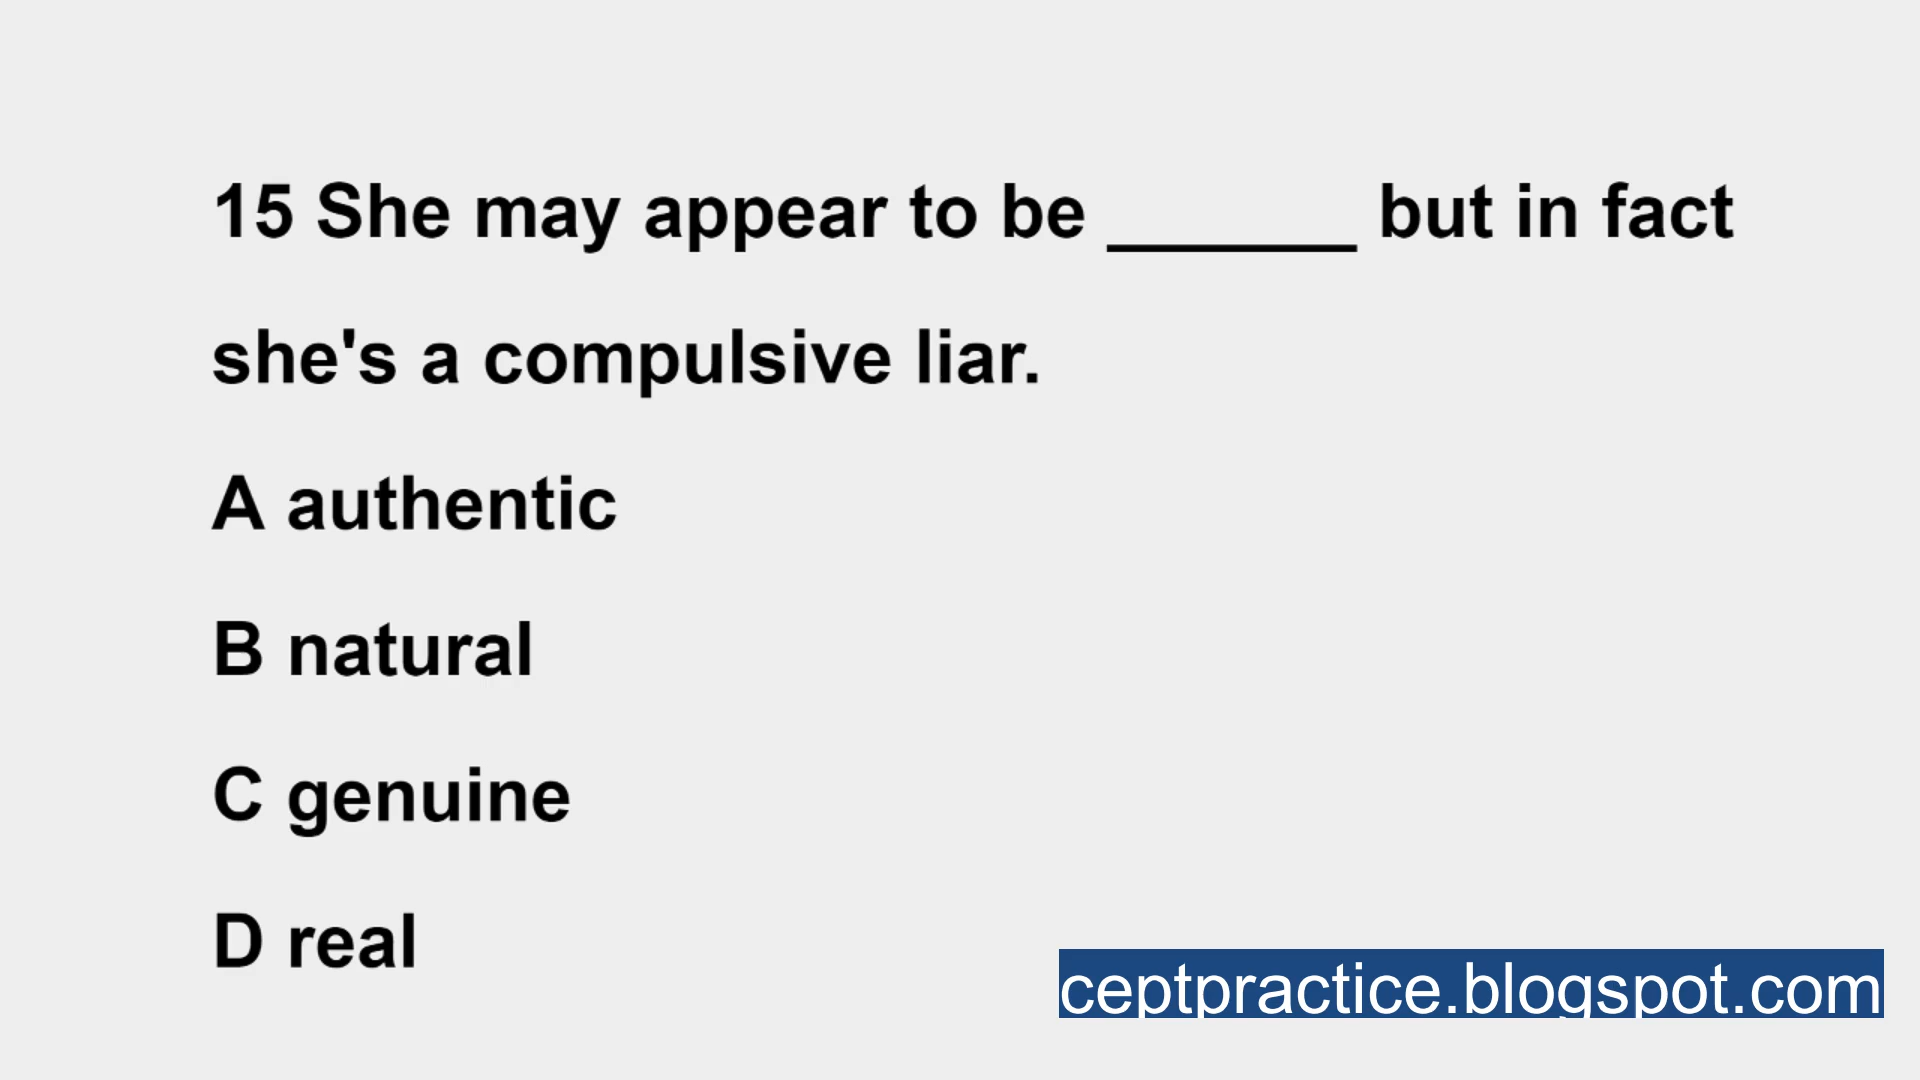 15 She may appear to be ______ but in fact
she's a compulsive liar.
A authentic
B natural
C genuine
D real
ceptpractice.blogspot.com